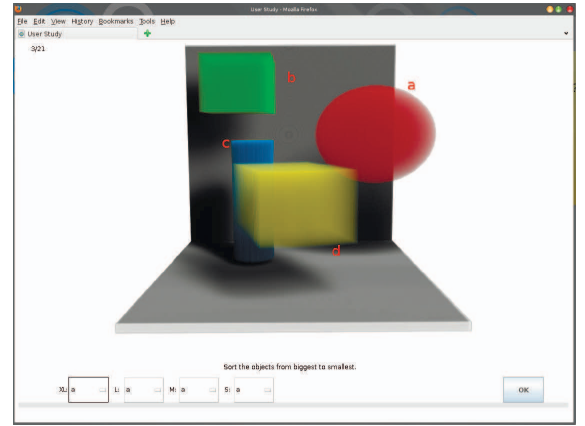 User Study - Mozilla Firefox
File Edit View History Bookmarks Tools Help
User Study
3/21
b
a
c
d
Sort the objects from biggest to smallest.
XL: a L: a M: a S: a OK